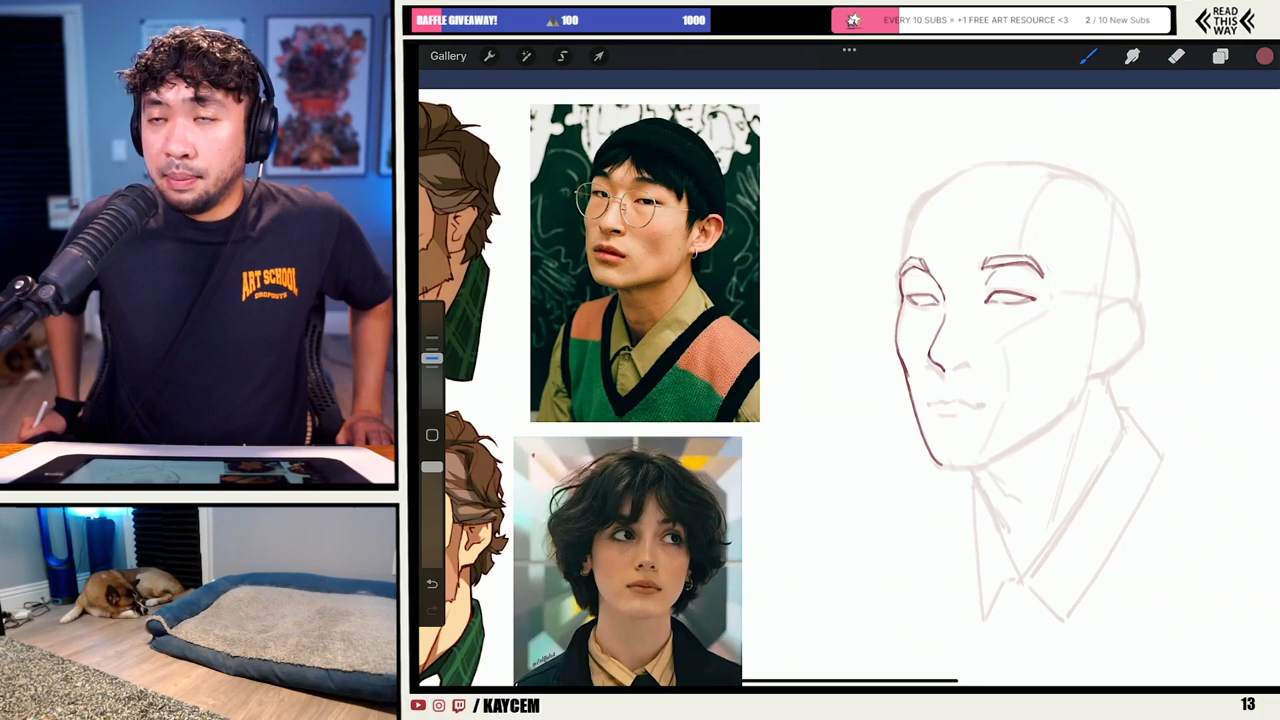 RAFFLE GIVEAWAY!
100
1000
EVERY 10 SUBS = +1 FREE ART RESOURCE <3
2 / 10 New Subs
READ
THIS
WAY
Gallery
ART SCHOOL
DROPOUTS
/ KAYCEM
13